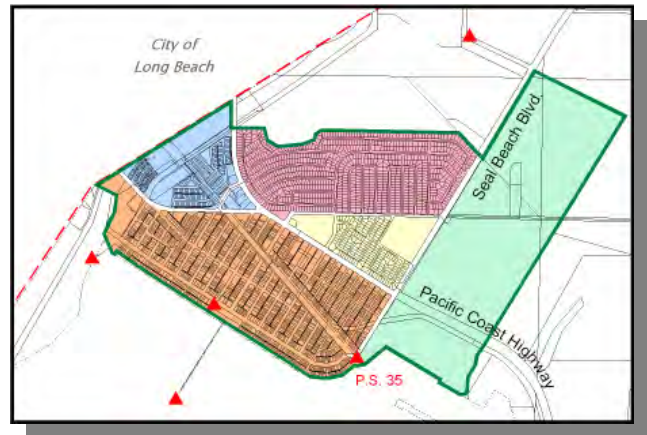 City of
Long Beach
Seal Beach Blvd.
Pacific Coast Highway
P.S. 35